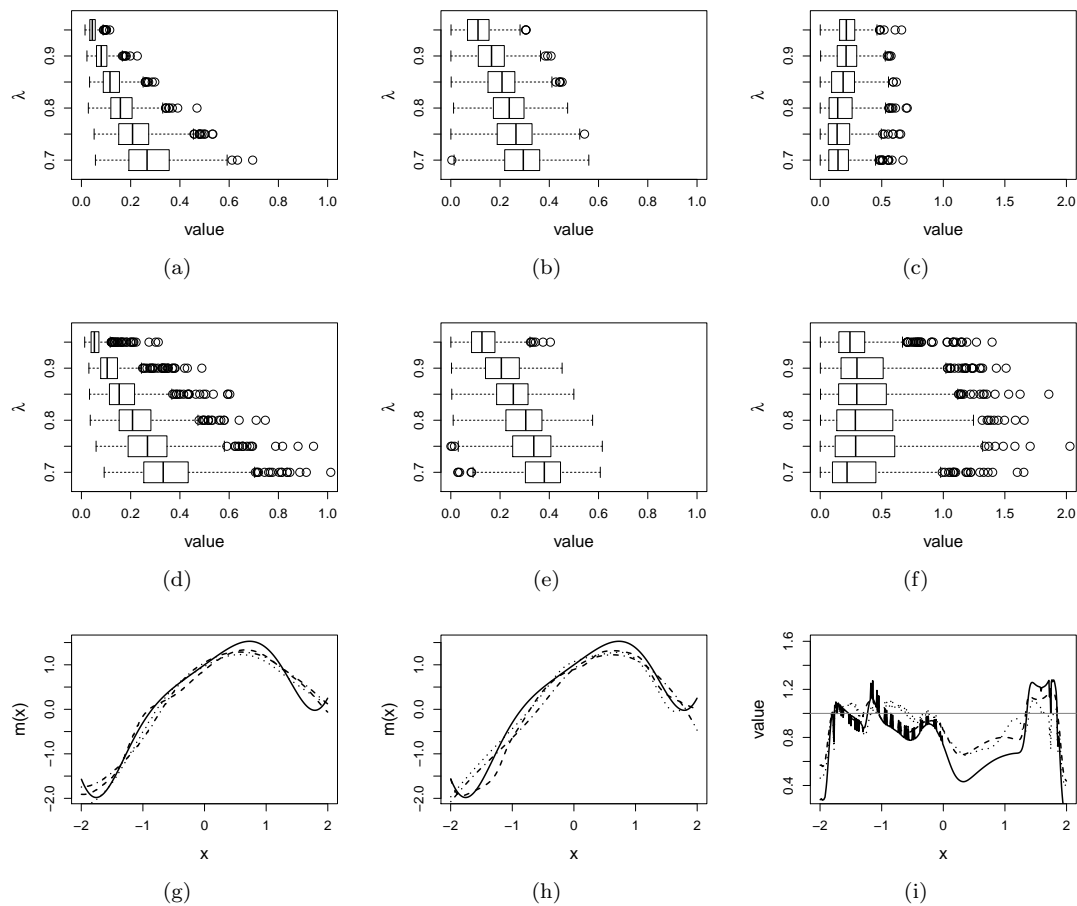 λ
0.7 0.8 0.9
0.0 0.2 0.4 0.6 0.8 1.0
value
(a)
λ
0.7 0.8 0.9
0.0 0.2 0.4 0.6 0.8 1.0
value
(b)
λ
0.7 0.8 0.9
0.0 0.5 1.0 1.5 2.0
value
(c)
λ
0.7 0.8 0.9
0.0 0.2 0.4 0.6 0.8 1.0
value
(d)
λ
0.7 0.8 0.9
0.0 0.2 0.4 0.6 0.8 1.0
value
(e)
λ
0.7 0.8 0.9
0.0 0.5 1.0 1.5 2.0
value
(f)
m(x)
−2.0 −1.0 0.0 1.0
−2 −1 0 1 2
x
(g)
m(x)
−2.0 −1.0 0.0 1.0
−2 −1 0 1 2
x
(h)
value
0.4 0.8 1.2 1.6
−2 −1 0 1 2
x
(i)